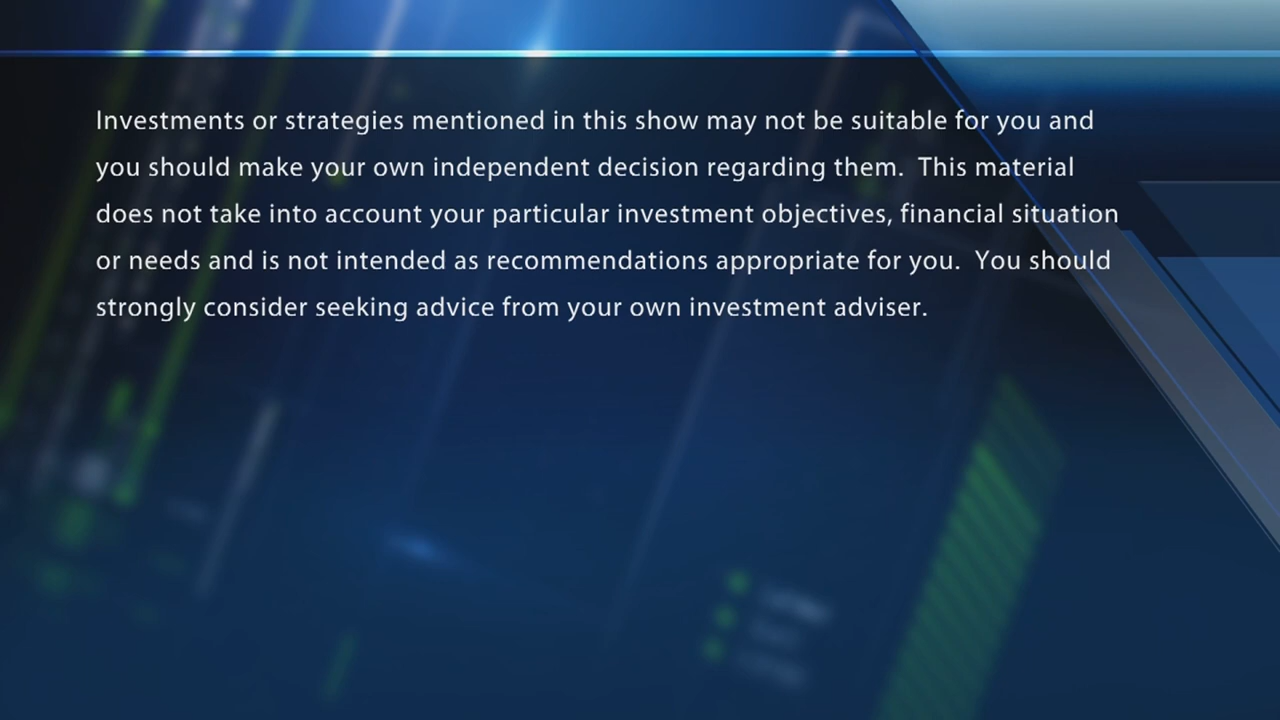 Investments or strategies mentioned in this show may not be suitable for you and
you should make your own independent decision regarding them.  This material
does not take into account your particular investment objectives, financial situation
or needs and is not intended as recommendations appropriate for you.  You should
strongly consider seeking advice from your own investment adviser.